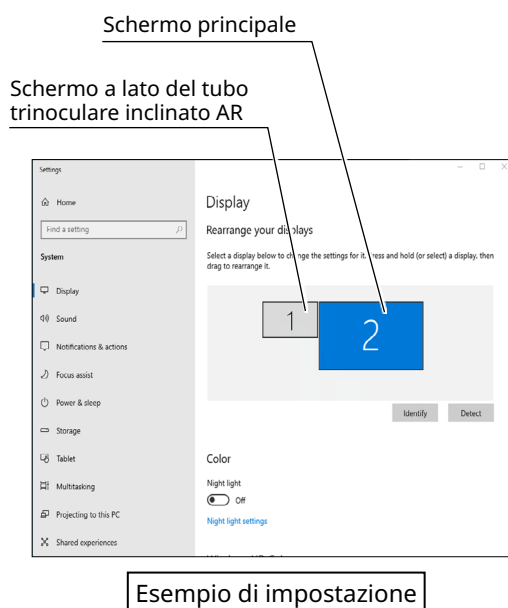 Schermo principale
Schermo a lato del tubo
trinoculare inclinato AR
Settings
Home
Find a setting
System
Display
Sound
Notifications & actions
Focus assist
Power & sleep
Storage
Tablet
Multitasking
Projecting to this PC
Shared experiences
Display
Rearrange your displays
Select a display below to change the settings for it. Press and hold (or select) a display, then
drag to rearrange it.
1
2
Identify Detect
Color
Night light
Off
Night light settings
Esempio di impostazione